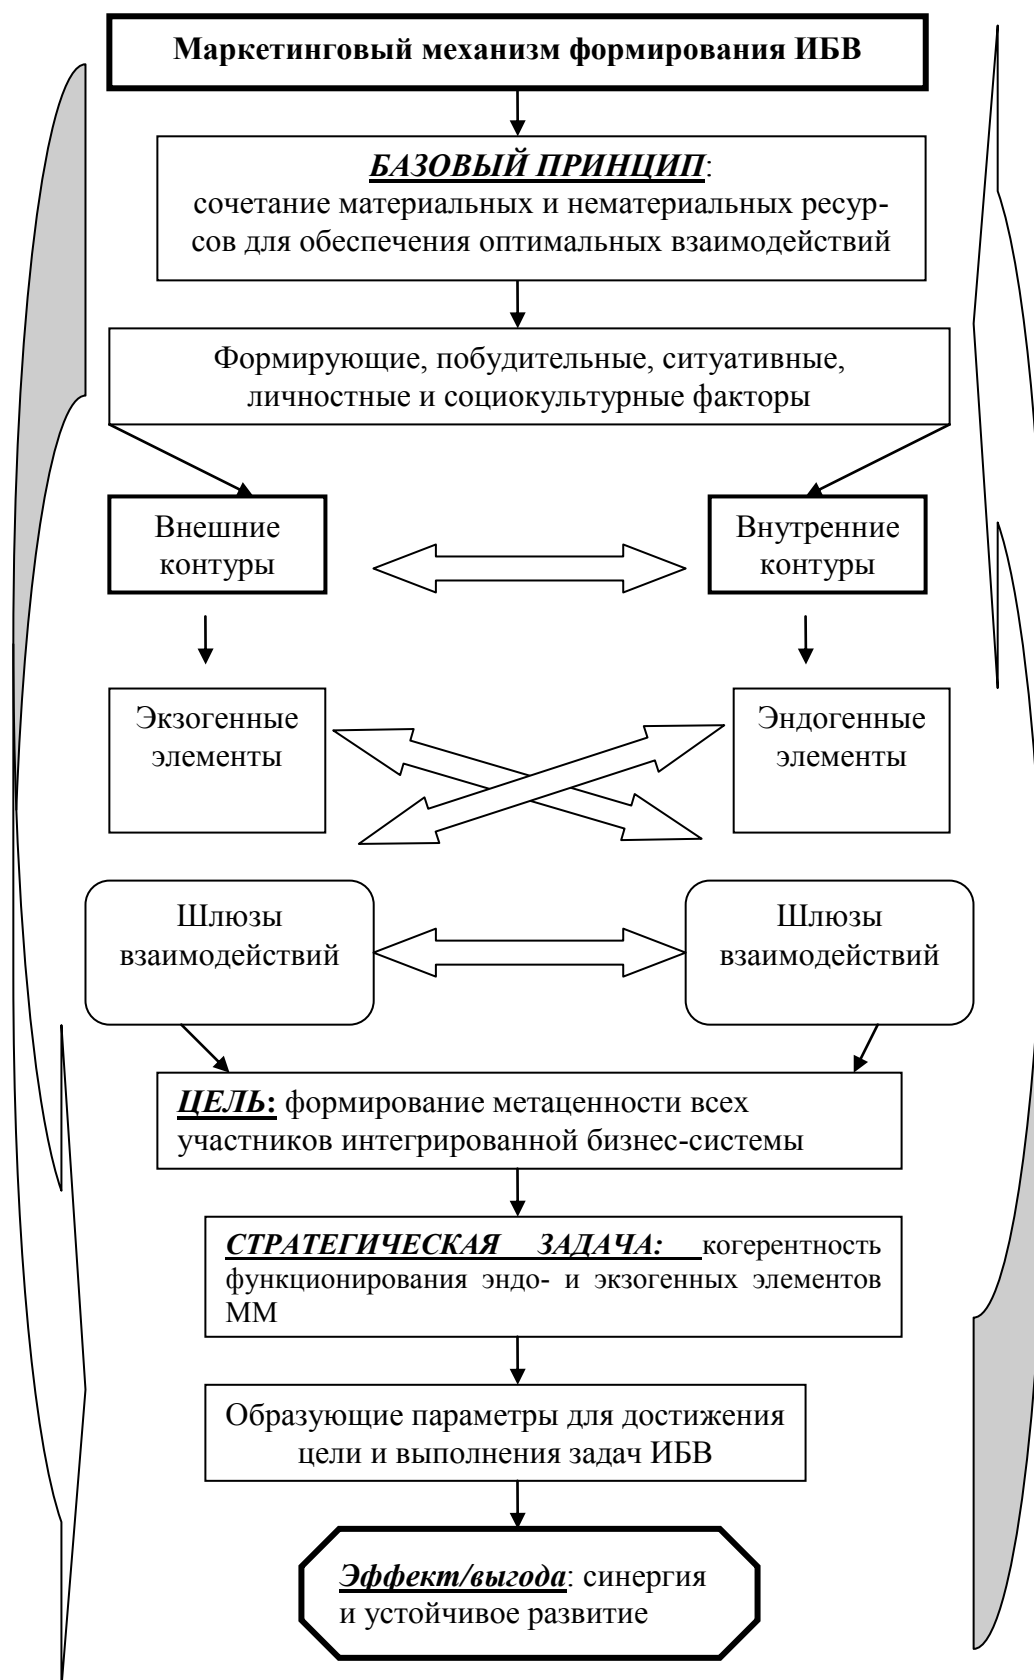 Маркетинговый механизм формирования ИБВ
БАЗОВЫЙ ПРИНЦИП:
сочетание материальных и нематериальных ресур-
сов для обеспечения оптимальных взаимодействий
Формирующие, побудительные, ситуативные,
личностные и социокультурные факторы
Внешние
контуры
Внутренние
контуры
Экзогенные
элементы
Эндогенные
элементы
Шлюзы
взаимодействий
Шлюзы
взаимодействий
ЦЕЛЬ: формирование метаценности всех
участников интегрированной бизнес-системы
СТРАТЕГИЧЕСКАЯ ЗАДАЧА: когерентность
функционирования эндо- и экзогенных элементов
ММ
Образующие параметры для достижения
цели и выполнения задач ИБВ
Эффект/выгода: синергия
и устойчивое развитие